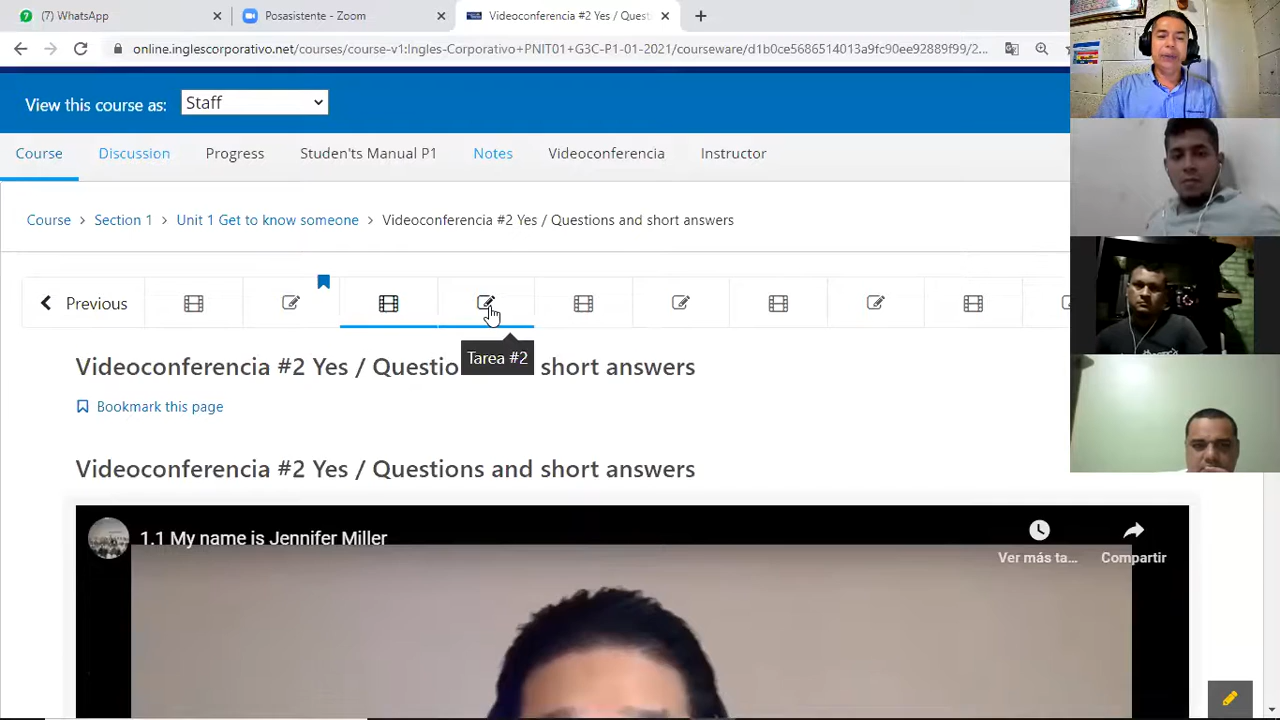 (7) WhatsApp
Posasistente - Zoom
Videoconferencia #2 Yes / Quest
online.inglescorporativo.net/courses/course-v1:Ingles-Corporativo+PNIT01+G3C-P1-01-2021/courseware/
View this course as:
Staff
Course
Discussion
Progress
Studen'ts Manual P1
Notes
Videoconferencia
Instructor
Course > Section 1 > Unit 1 Get to know someone > Videoconferencia #2 Yes / Questions and short answers
Previous
Tarea #2
Videoconferencia #2 Yes / Questio short answers
Bookmark this page
Videoconferencia #2 Yes / Questions and short answers
1.1 My name is Jennifer Miller
Ver más ta...
Compartir